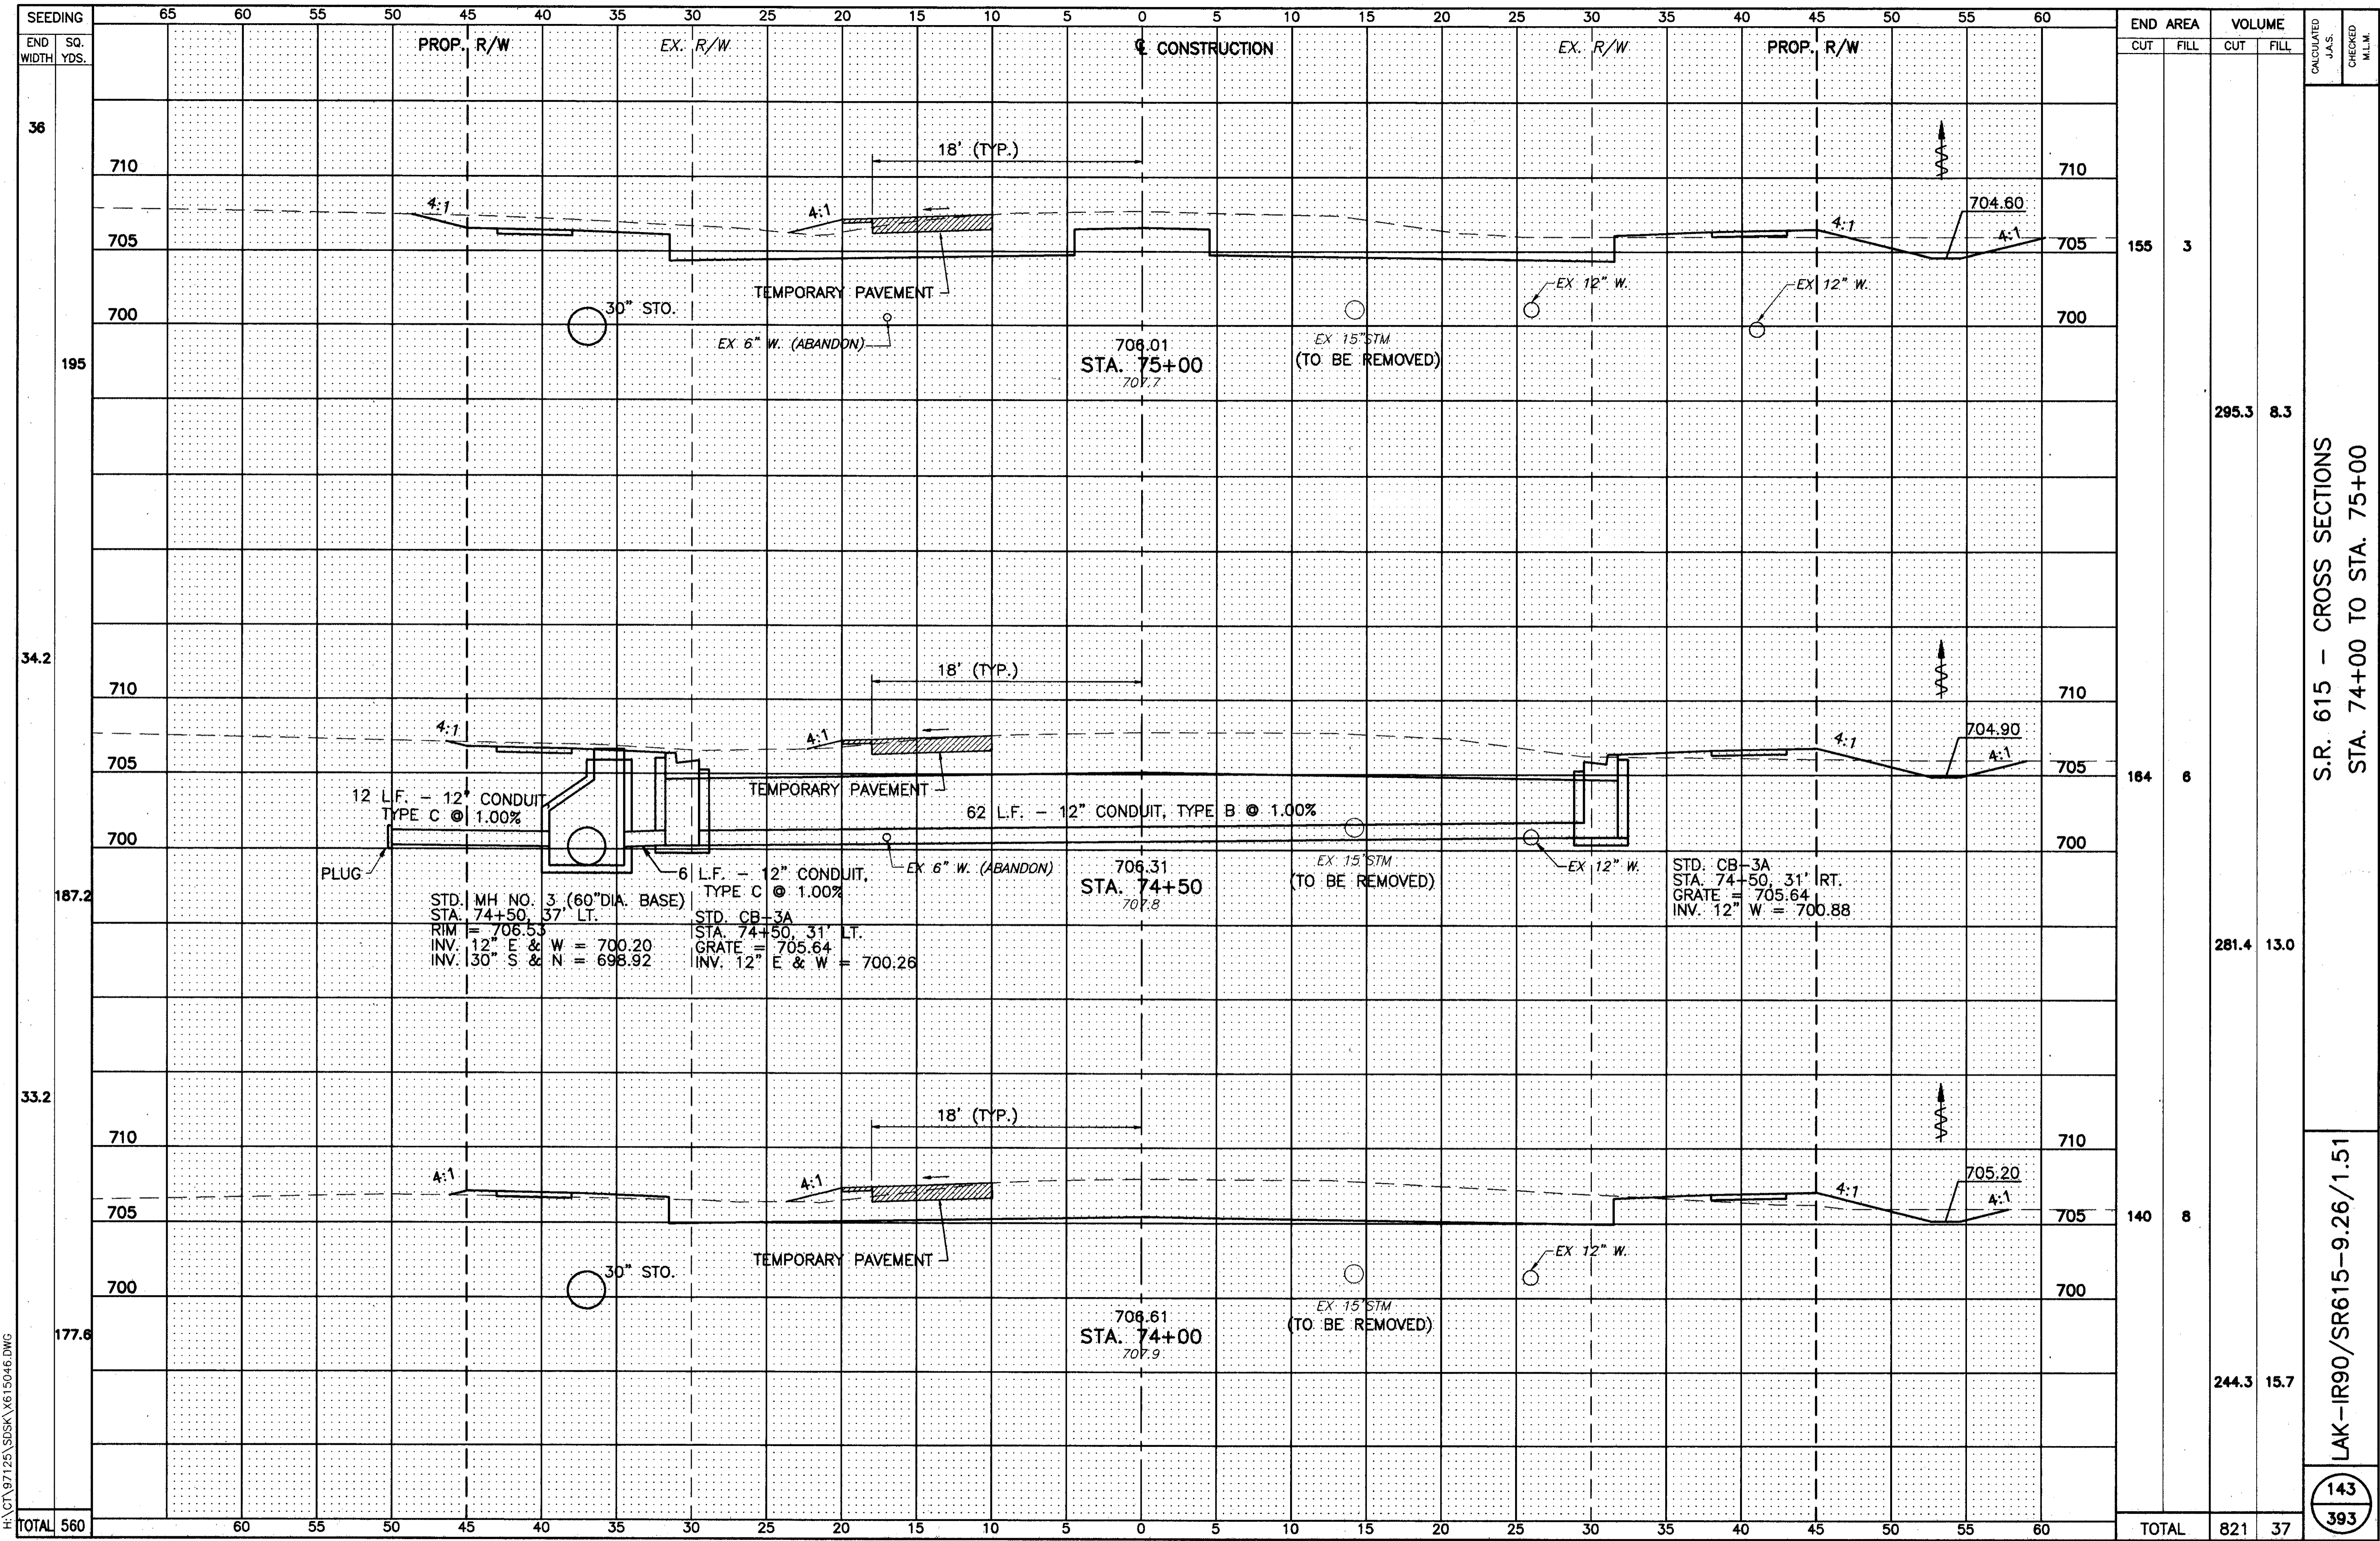 SEEDING
END WIDTH
SQ. YDS.
65 60 55 50 45 40 35 30 25 20 15 10 5 0 5 10 15 20 25 30 35 40 45 50 55 60
END AREA
VOLUME
CUT FILL CUT FILL
CALCULATED
J.A.S.
CHECKED
M.L.M.
PROP. R/W
EX. R/W
℄ CONSTRUCTION
EX. R/W
PROP. R/W
36
18' (TYP.)
710
710
4:1
4:1
704.60
4:1
4:1
705
705
155 3
TEMPORARY PAVEMENT
EX 12" W.
EX 12" W.
30" STO.
700
700
EX 6" W. (ABANDON)
706.01
STA. 75+00
707.7
EX 15"STM
(TO BE REMOVED)
195
295.3 8.3
34.2
18' (TYP.)
710
710
4:1
4:1
704.90
4:1
4:1
705
705
164 6
TEMPORARY PAVEMENT
12 L.F. – 12" CONDUIT
TYPE C @ 1.00%
62 L.F. – 12" CONDUIT, TYPE B @ 1.00%
700
700
PLUG
6 L.F. – 12" CONDUIT,
TYPE C @ 1.00%
EX 6" W. (ABANDON)
706.31
STA. 74+50
707.8
EX 15"STM
(TO BE REMOVED)
EX 12" W.
STD. CB–3A
STA. 74+50, 31' RT.
GRATE = 705.64
INV. 12" W = 700.88
187.2
STD. MH NO. 3 (60"DIA. BASE)
STA. 74+50, 37' LT.
RIM = 706.53
INV. 12" E & W = 700.20
INV. 30" S & N = 698.92
STD. CB–3A
STA. 74+50, 31' LT.
GRATE = 705.64
INV. 12" E & W = 700.26
281.4 13.0
33.2
18' (TYP.)
710
710
4:1
4:1
705.20
4:1
4:1
705
705
140 8
TEMPORARY PAVEMENT
EX 12" W.
30" STO.
700
700
706.61
STA. 74+00
707.9
EX 15"STM
(TO BE REMOVED)
177.6
244.3 15.7
TOTAL 560
60 55 50 45 40 35 30 25 20 15 10 5 0 5 10 15 20 25 30 35 40 45 50 55 60
TOTAL 821 37
S.R. 615 – CROSS SECTIONS
STA. 74+00 TO STA. 75+00
LAK–IR90/SR615–9.26/1.51
143
393
H:\CT\97125\SDSK\X615046.DWG